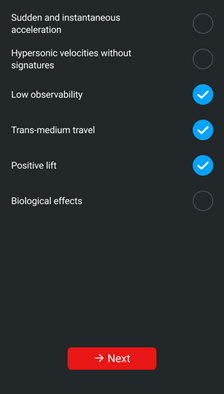 Sudden and instantaneous
acceleration
Hypersonic velocities without
signatures
Low observability
Trans-medium travel
Positive lift
Biological effects
→ Next